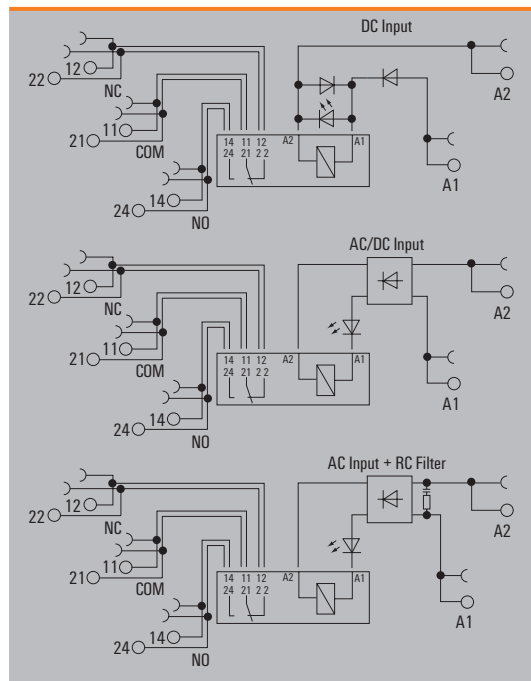 DC Input
12
22
NC
A2
11
21
COM
14 11 12 A2 A1
24 21 22
A1
14
24
NO
AC/DC Input
12
22
NC
A2
11
21
COM
14 11 12 A2 A1
24 21 22
A1
14
24
NO
AC Input + RC Filter
12
22
NC
A2
11
21
COM
14 11 12 A2 A1
24 21 22
A1
14
24
NO